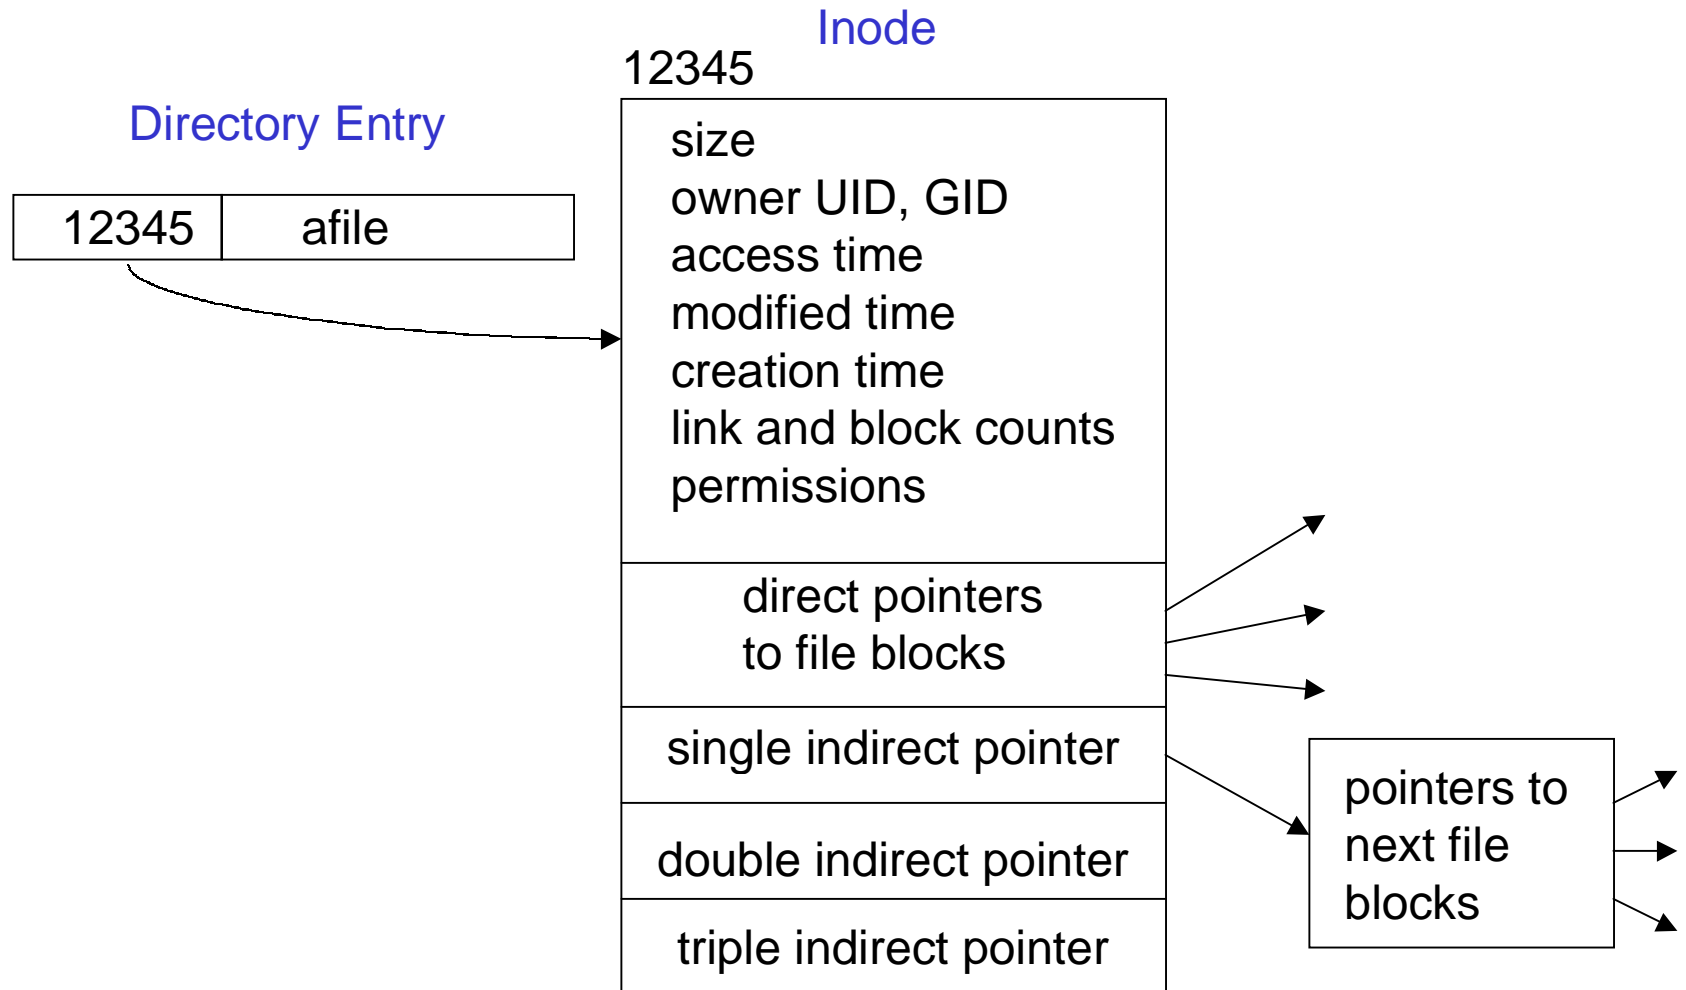 Inode
12345
Directory Entry
12345 afile
size
owner UID, GID
access time
modified time
creation time
link and block counts
permissions
direct pointers
to file blocks
single indirect pointer
pointers to
next file
blocks
double indirect pointer
triple indirect pointer